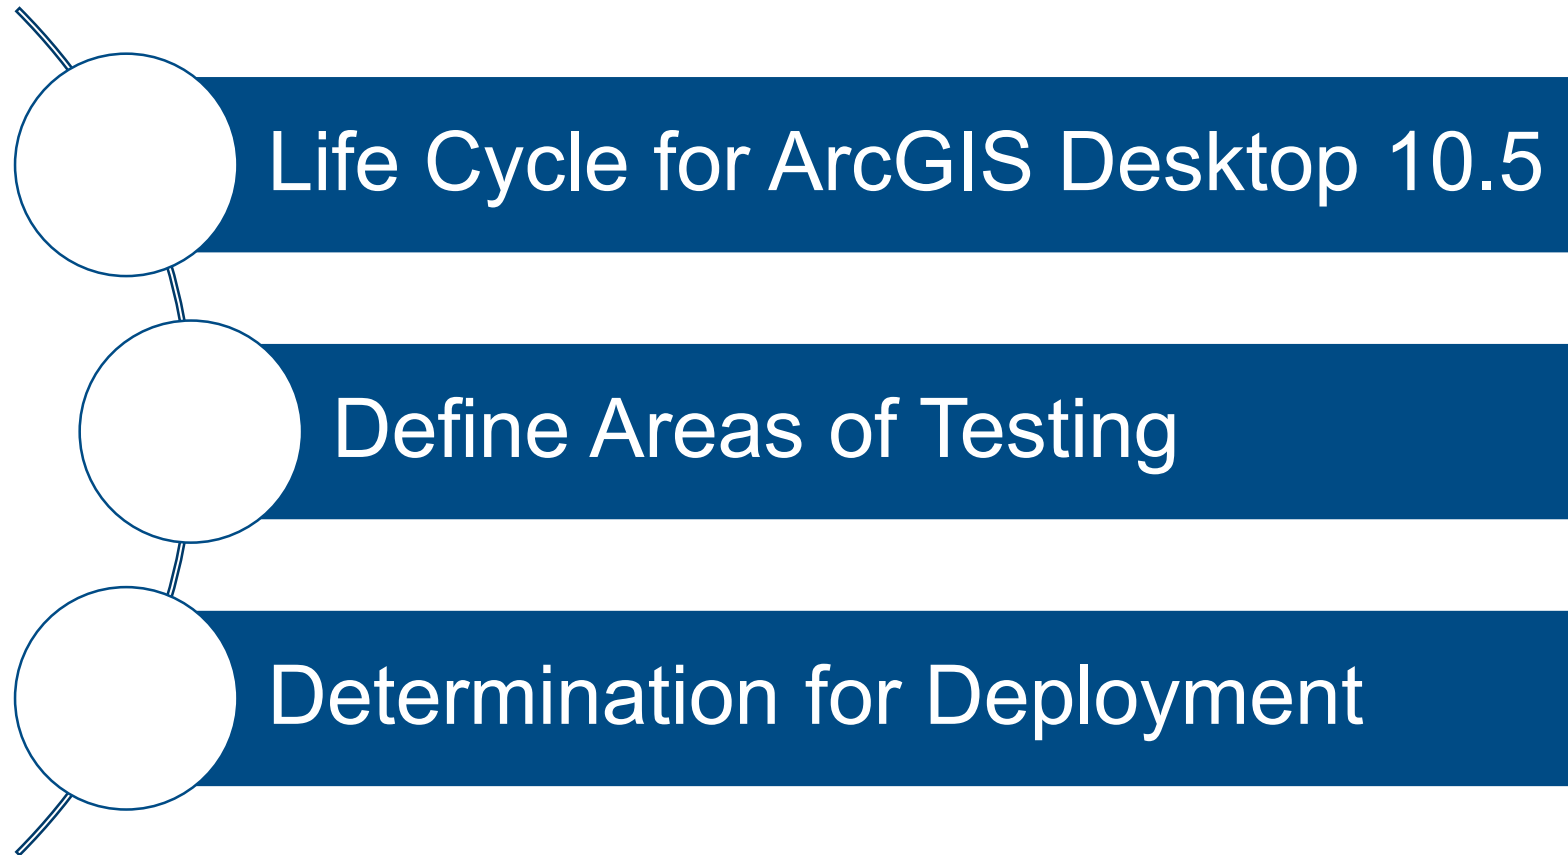 Life Cycle for ArcGIS Desktop 10.5
Define Areas of Testing
Determination for Deployment